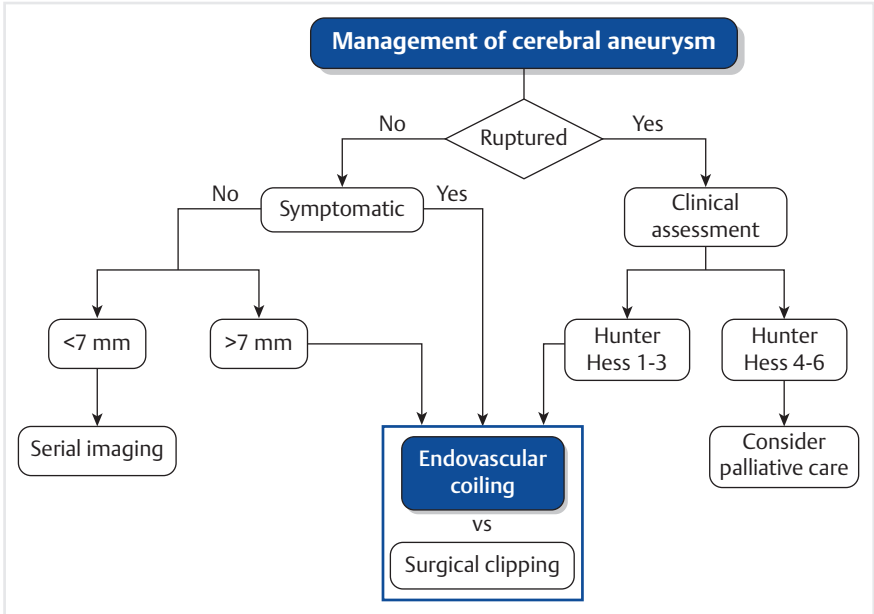 Management of cerebral aneurysm
No
Ruptured
Yes
No
Symptomatic
Yes
Clinical
assessment
<7 mm
>7 mm
Hunter
Hess 1-3
Hunter
Hess 4-6
Serial imaging
Endovascular
coiling
vs
Surgical clipping
Consider
palliative care